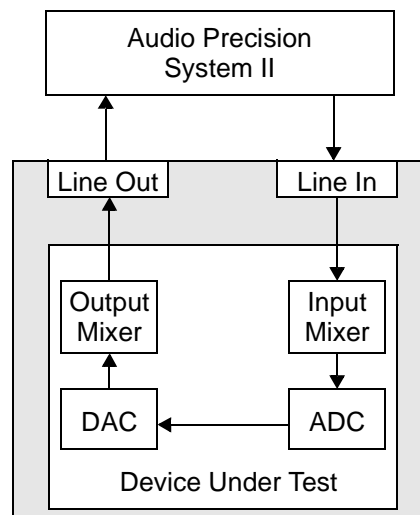 Audio Precision
System II
Line Out
Line In
Output
Mixer
Input
Mixer
DAC
ADC
Device Under Test